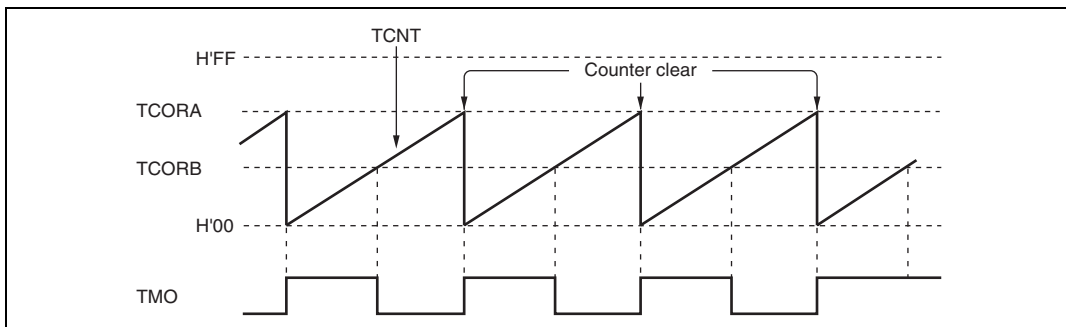 TCNT
H'FF
Counter clear
TCORA
TCORB
H'00
TMO